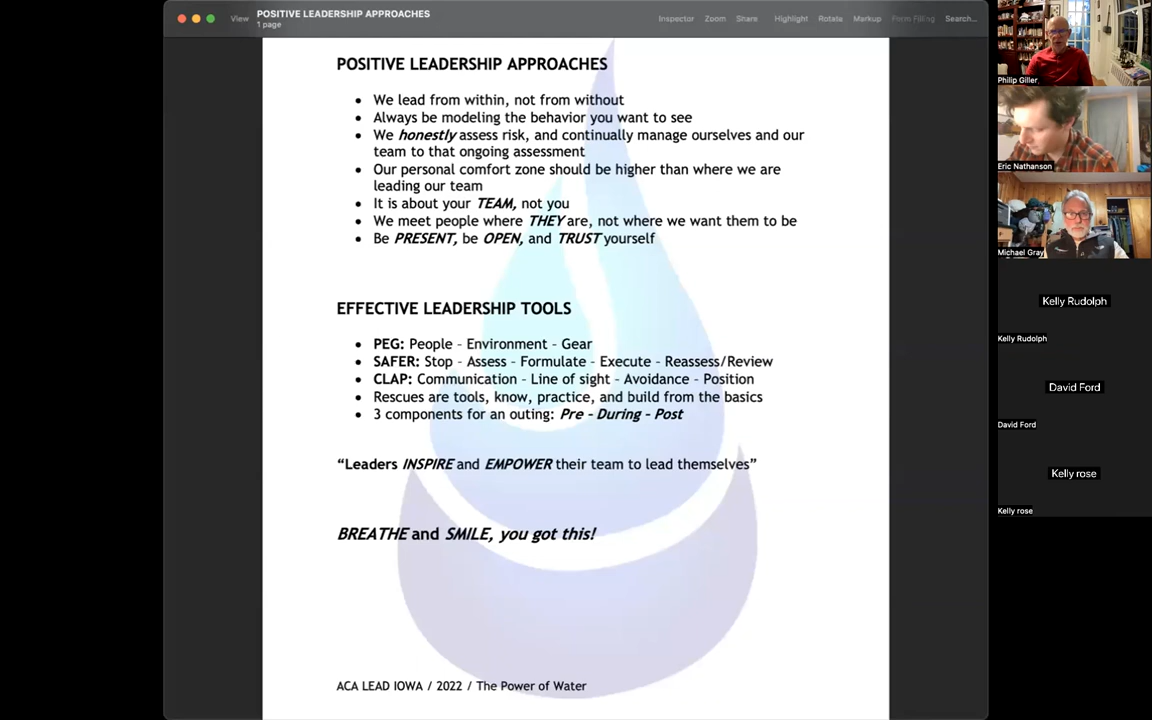 View
POSITIVE LEADERSHIP APPROACHES
1 page
Inspector
Zoom
Share
Highlight
Rotate
Markup
Form Filling
Search...
POSITIVE LEADERSHIP APPROACHES
• We lead from within, not from without
• Always be modeling the behavior you want to see
• We honestly assess risk, and continually manage ourselves and our
team to that ongoing assessment
• Our personal comfort zone should be higher than where we are
leading our team
• It is about your TEAM, not you
• We meet people where THEY are, not where we want them to be
• Be PRESENT, be OPEN, and TRUST yourself
EFFECTIVE LEADERSHIP TOOLS
• PEG: People – Environment – Gear
• SAFER: Stop – Assess – Formulate – Execute – Reassess/Review
• CLAP: Communication – Line of sight – Avoidance – Position
• Rescues are tools, know, practice, and build from the basics
• 3 components for an outing: Pre – During – Post
“Leaders INSPIRE and EMPOWER their team to lead themselves”
BREATHE and SMILE, you got this!
ACA LEAD IOWA / 2022 / The Power of Water
Philip Giller
Eric Nathanson
Michael Gray
Kelly Rudolph
Kelly Rudolph
David Ford
David Ford
Kelly rose
Kelly rose